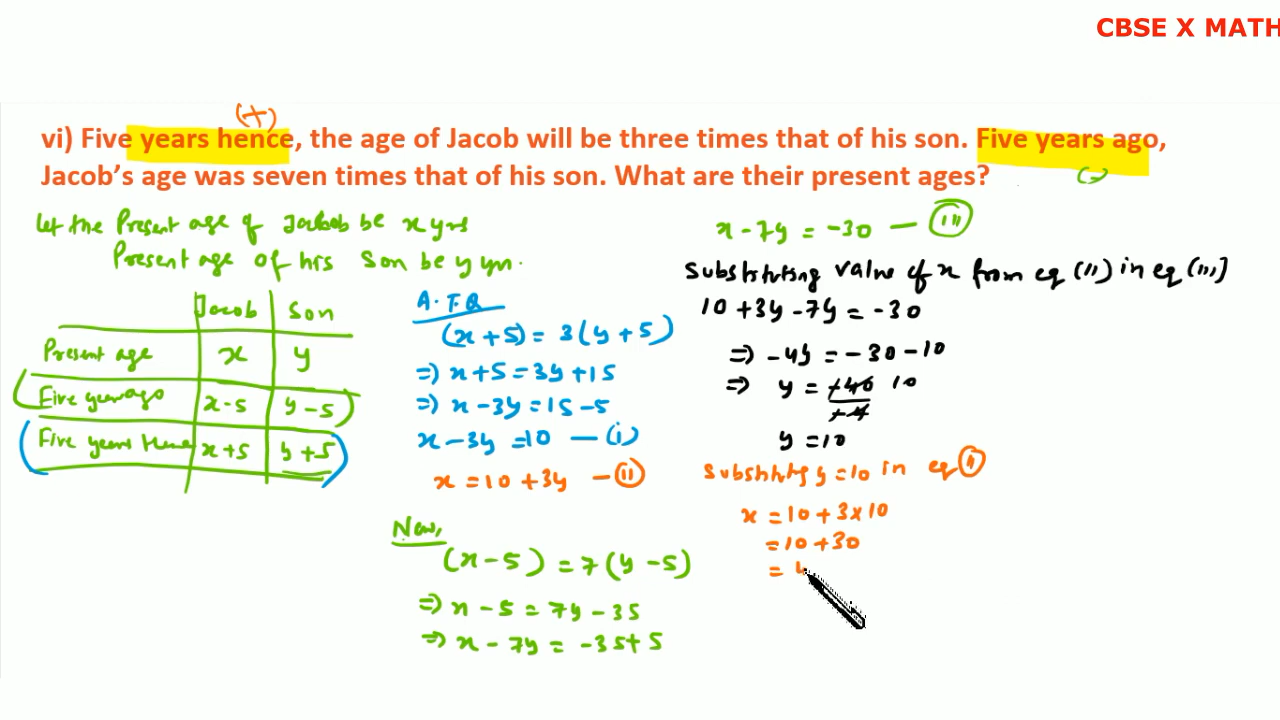 CBSE X MATH
(+)
vi) Five years hence, the age of Jacob will be three times that of his son. Five years ago,
Jacob's age was seven times that of his son. What are their present ages?
(-)
Let the Present age of Jacob be x yrs
Present age of his Son be y yrs.
Jacob Son
Present age x y
Five years ago x-5 y-5
Five years Hence x+5 y+5
A.T.Q
(x+5) = 3(y+5)
=> x+5 = 3y+15
=> x-3y = 15-5
x-3y = 10 — (i)
x = 10+3y — (ii)
Now,
(x-5) = 7(y-5)
=> x-5 = 7y-35
=> x-7y = -35+5
x-7y = -30 — (iii)
Substituting value of x from eq (ii) in eq (iii)
10+3y-7y = -30
=> -4y = -30-10
=> y = -40 10
-4
y = 10
Substituting y=10 in eq (ii)
x = 10+3x10
= 10+30
= 4